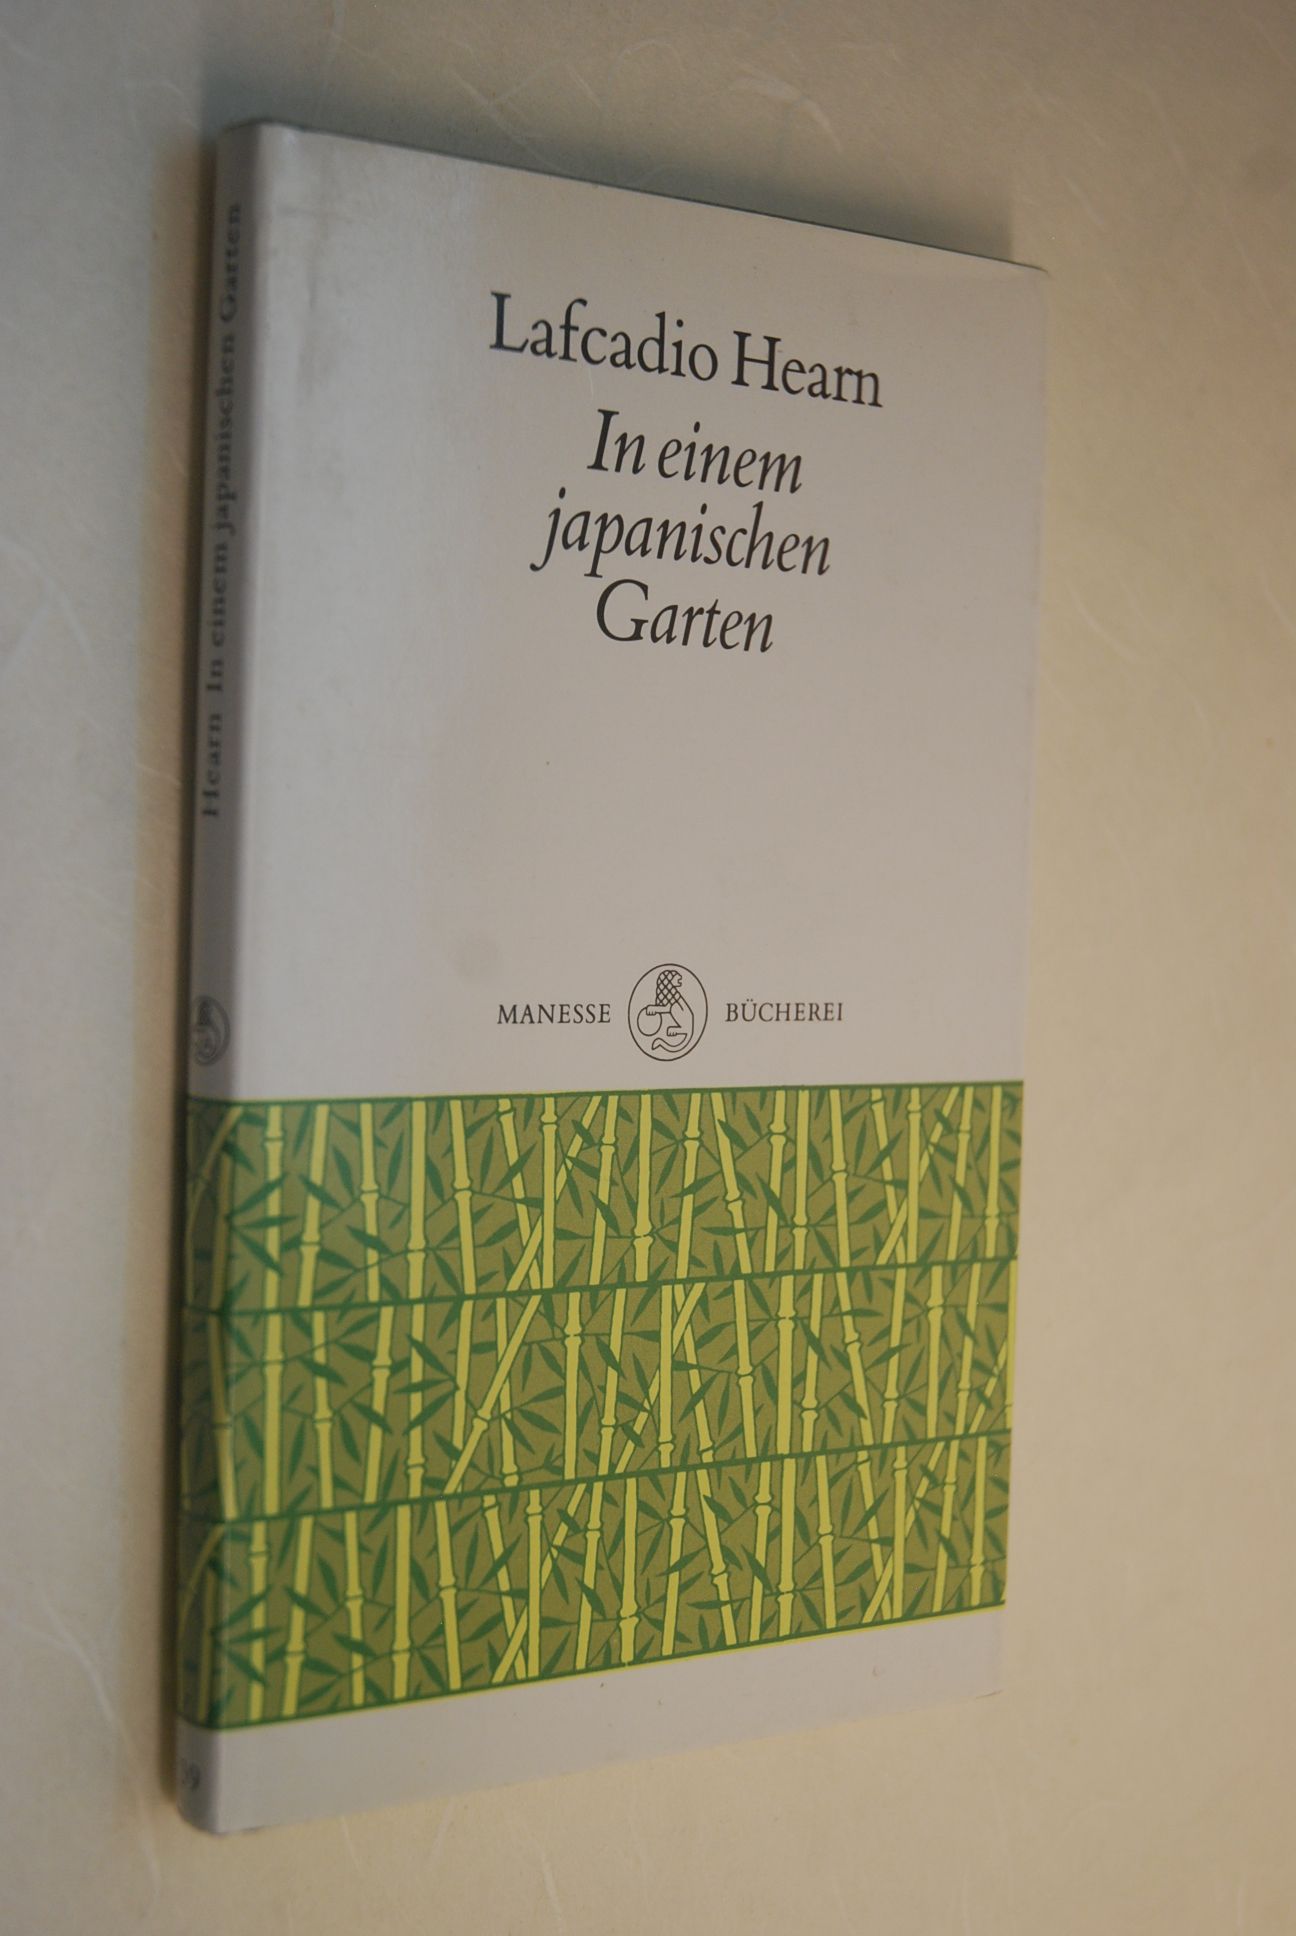 Lafcadio Hearn
In einem
japanischen
Garten
MANESSE BÜCHEREI
Hearn In einem japanischen Garten